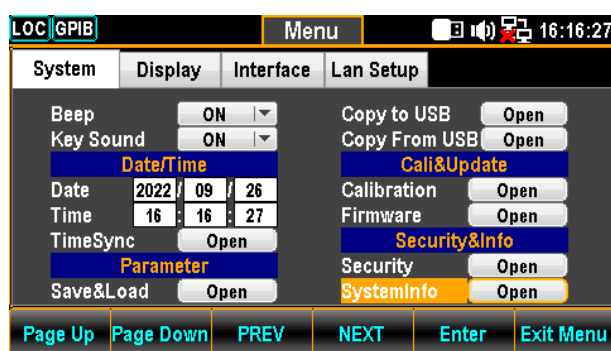 LOC GPIB Menu 16:16:27
System Display Interface Lan Setup
Beep ON
Key Sound ON
Date/Time
Date 2022 / 09 / 26
Time 16 : 16 : 27
TimeSync Open
Parameter
Save&Load Open
Copy to USB Open
Copy From USB Open
Cali&Update
Calibration Open
Firmware Open
Security&Info
Security Open
SystemInfo Open
Page Up Page Down PREV NEXT Enter Exit Menu